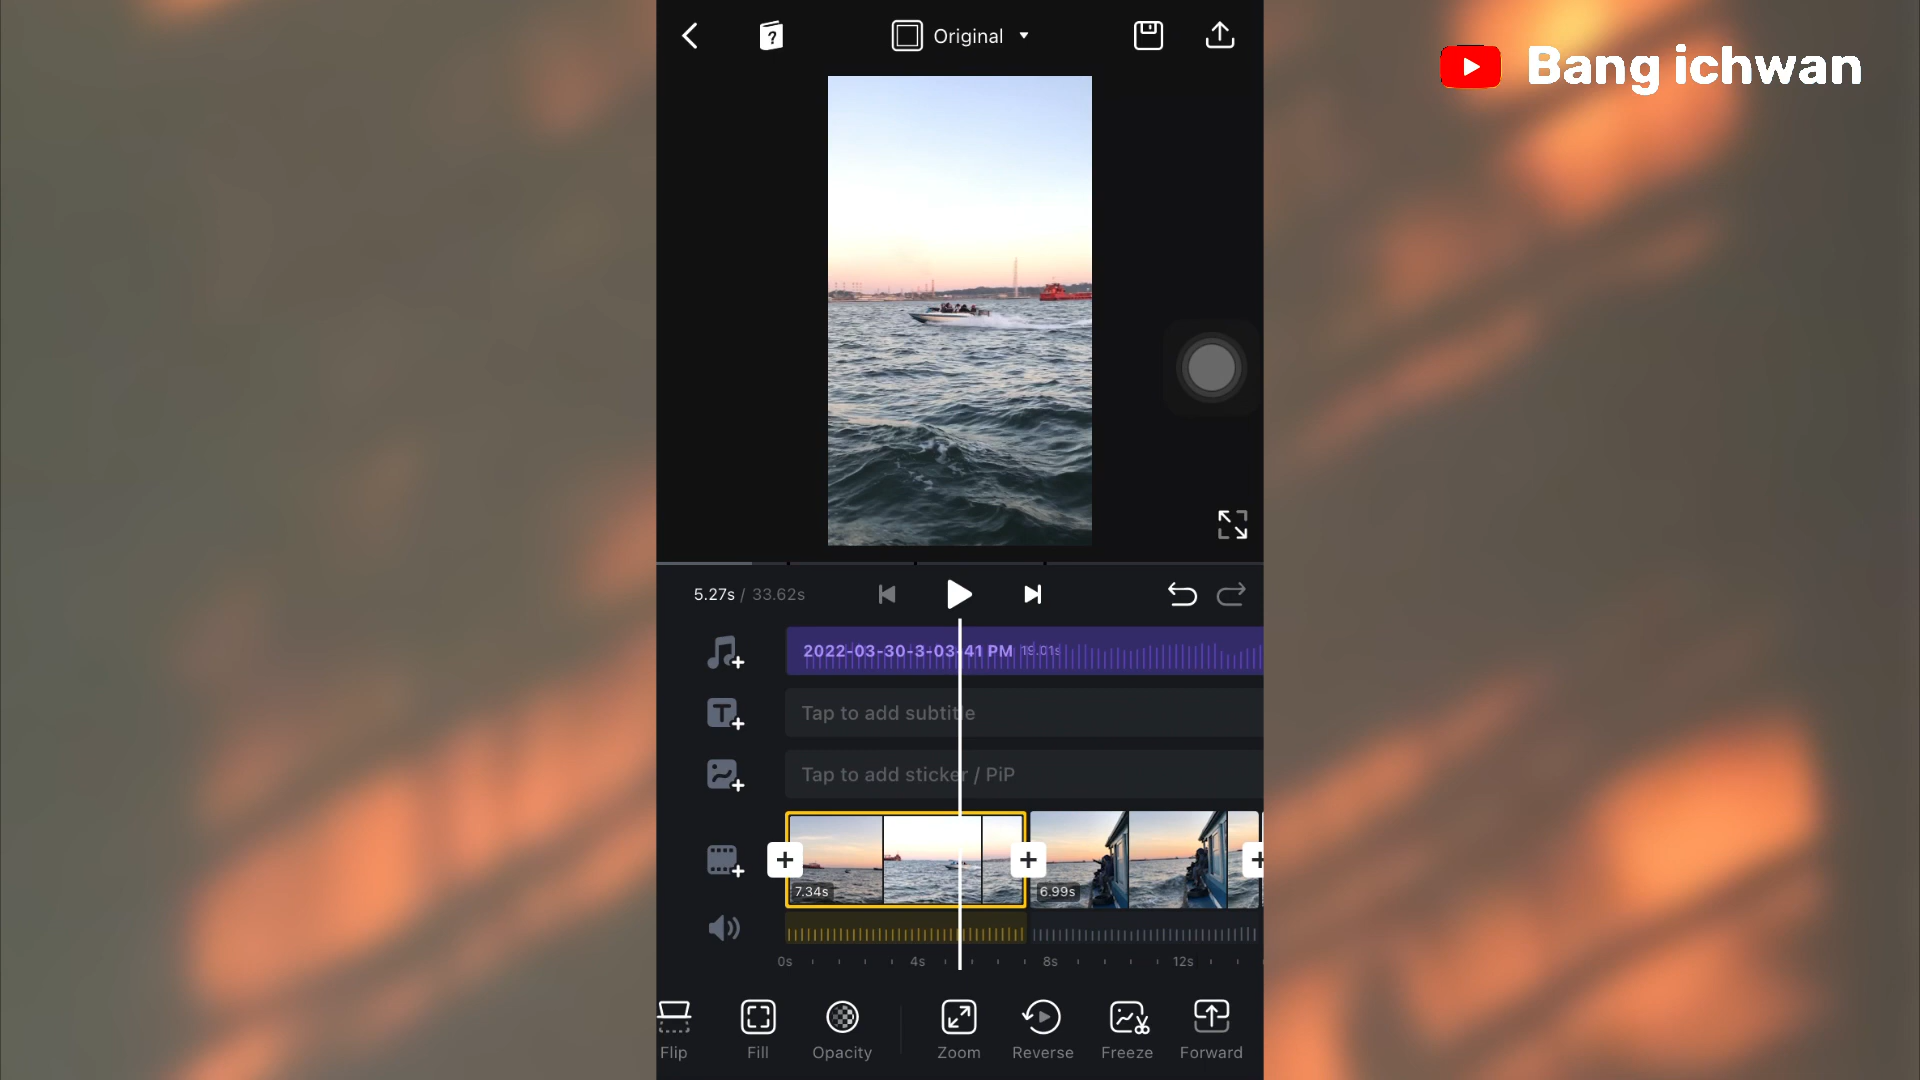 Original
Bang ichwan
5.27s / 33.62s
2022-03-30-3-03-41 PM 19.01s
Tap to add subtitle
Tap to add sticker / PiP
7.34s
6.99s
0s 4s 8s 12s
Flip Fill Opacity Zoom Reverse Freeze Forward